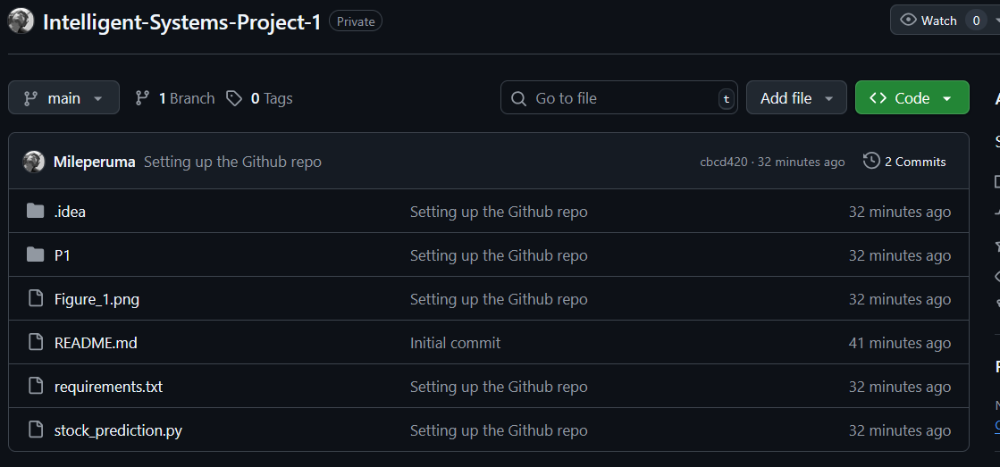 Intelligent-Systems-Project-1 Private Watch 0
main 1 Branch 0 Tags Go to file t Add file Code
Mileperuma Setting up the Github repo cbcd420 · 32 minutes ago 2 Commits
.idea Setting up the Github repo 32 minutes ago
P1 Setting up the Github repo 32 minutes ago
Figure_1.png Setting up the Github repo 32 minutes ago
README.md Initial commit 41 minutes ago
requirements.txt Setting up the Github repo 32 minutes ago
stock_prediction.py Setting up the Github repo 32 minutes ago